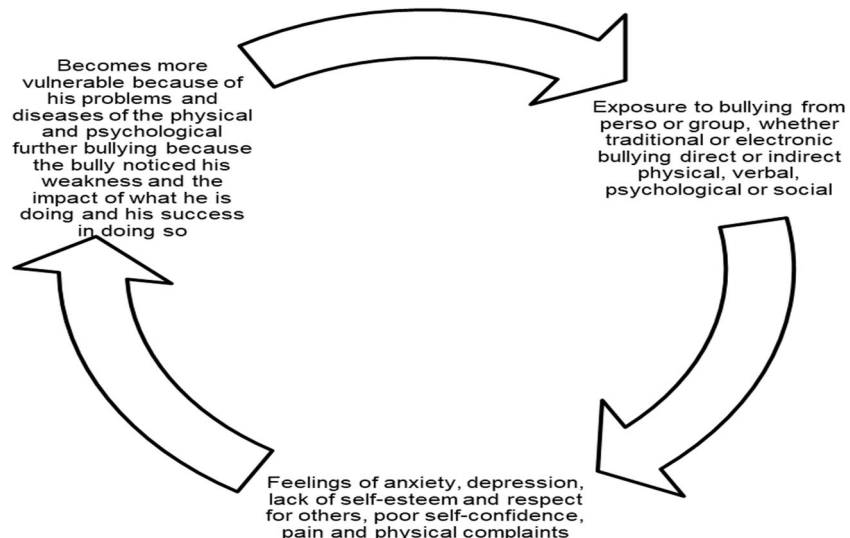 Becomes more
vulnerable because of
his problems and
diseases of the physical
and psychological
further bullying because
the bully noticed his
weakness and the
impact of what he is
doing and his success
in doing so
Exposure to bullying from
perso or group, whether
traditional or electronic
bullying direct or indirect
physical, verbal,
psychological or social
Feelings of anxiety, depression,
lack of self-esteem and respect
for others, poor self-confidence,
pain and physical complaints